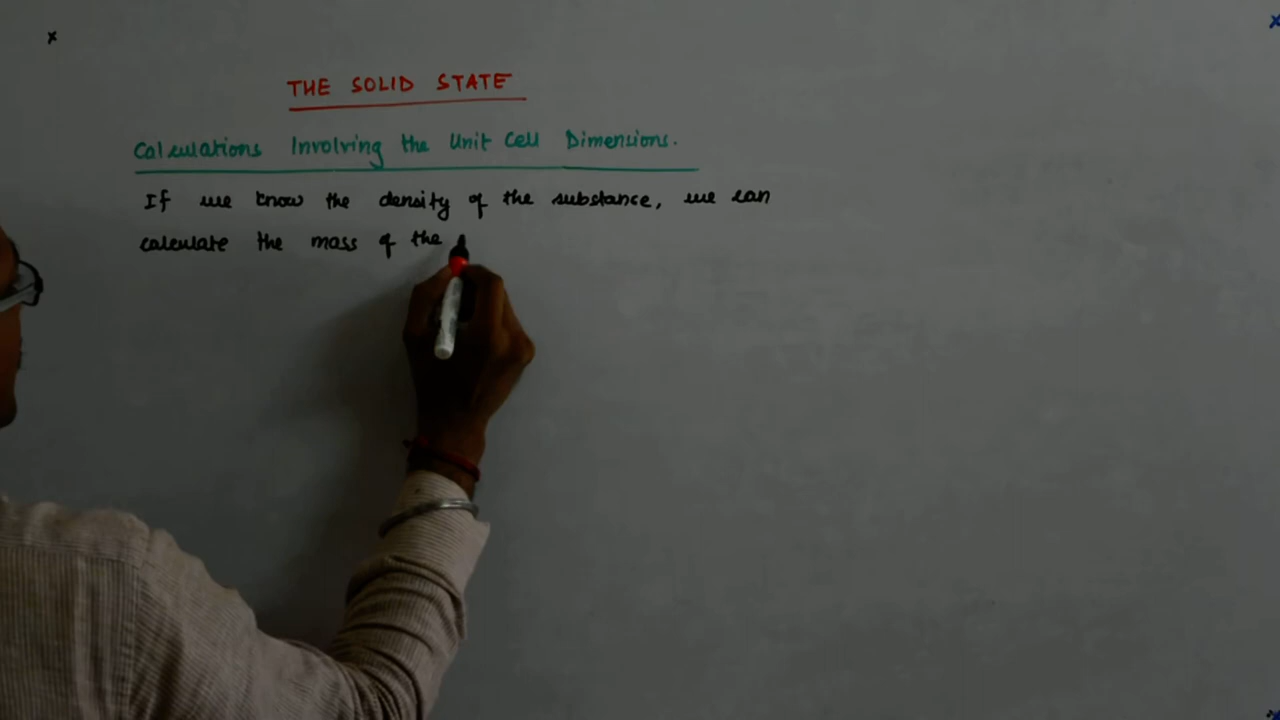 THE SOLID STATE
Calculations Involving the Unit Cell Dimensions.
If we know the density of the substance, we can
calculate the mass of the